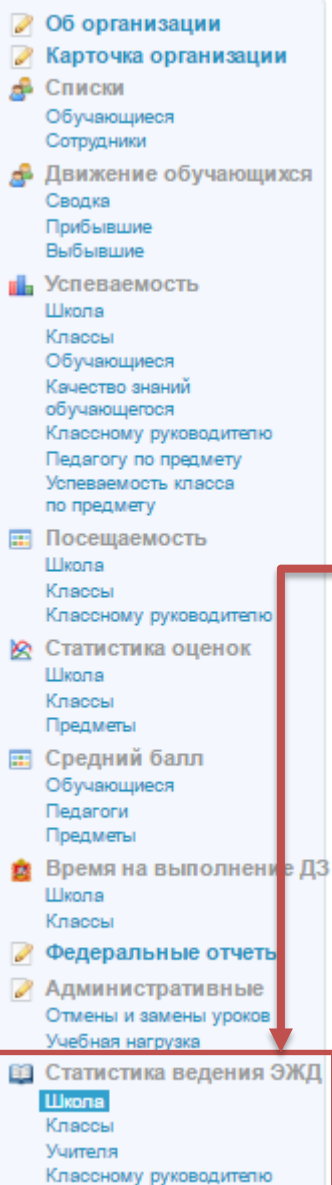 Об организации
Карточка организации
Списки
Обучающиеся
Сотрудники
Движение обучающихся
Сводка
Прибывшие
Выбывшие
Успеваемость
Школа
Классы
Обучающиеся
Качество знаний
обучающегося
Классному руководителю
Педагогу по предмету
Успеваемость класса
по предмету
Посещаемость
Школа
Классы
Классному руководителю
Статистика оценок
Школа
Классы
Предметы
Средний балл
Обучающиеся
Педагоги
Предметы
Время на выполнение ДЗ
Школа
Классы
Федеральные отчеты
Административные
Отмены и замены уроков
Учебная нагрузка
Статистика ведения ЭЖД
Школа
Классы
Учителя
Классному руководителю